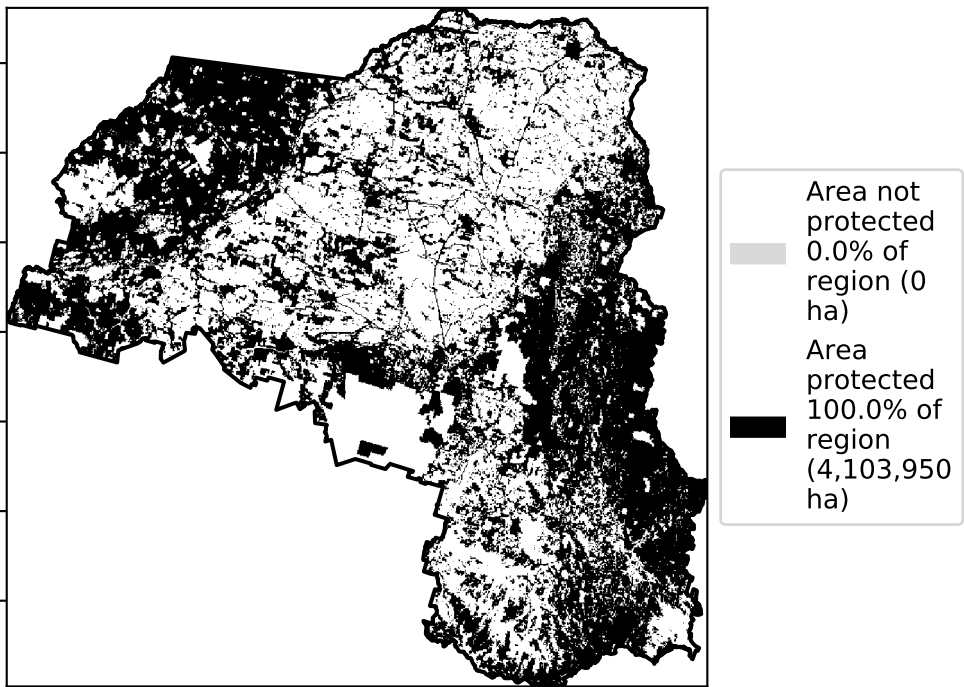 Area not
protected
0.0% of
region (0
ha)
Area
protected
100.0% of
region
(4,103,950
ha)